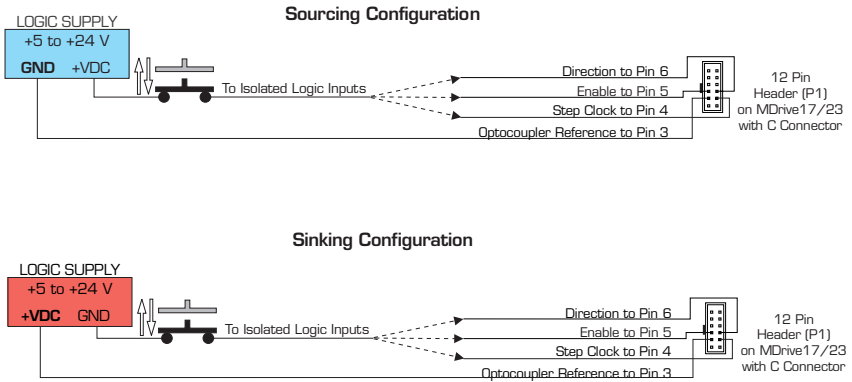 Sourcing Configuration
LOGIC SUPPLY
+5 to +24 V
GND +VDC
To Isolated Logic Inputs
Direction to Pin 6
Enable to Pin 5
Step Clock to Pin 4
Optocoupler Reference to Pin 3
12 Pin
Header (P1)
on MDrive17/23
with C Connector
Sinking Configuration
LOGIC SUPPLY
+5 to +24 V
+VDC GND
To Isolated Logic Inputs
Direction to Pin 6
Enable to Pin 5
Step Clock to Pin 4
Optocoupler Reference to Pin 3
12 Pin
Header (P1)
on MDrive17/23
with C Connector